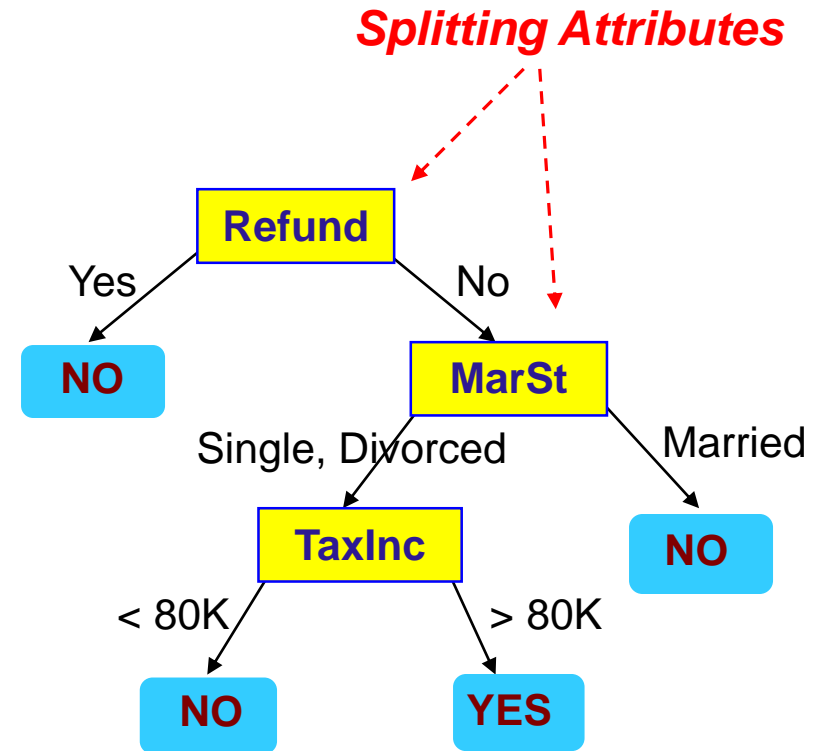 Splitting Attributes
Refund
Yes
No
NO
MarSt
Single, Divorced
Married
TaxInc
NO
< 80K
> 80K
NO
YES